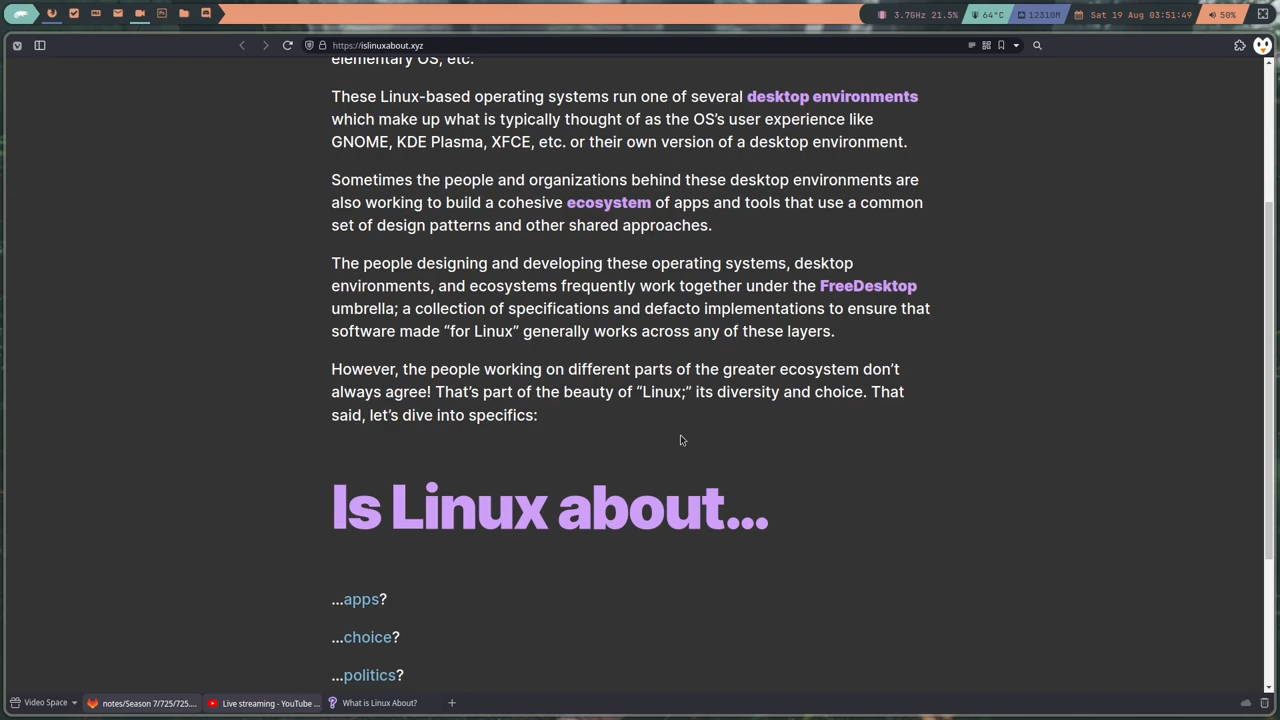 3.7GHz 21.5%
64°C
12310M
Sat 19 Aug 03:51:49
50%
https://islinuxabout.xyz
elementary OS, etc.
These Linux-based operating systems run one of several desktop environments
which make up what is typically thought of as the OS’s user experience like
GNOME, KDE Plasma, XFCE, etc. or their own version of a desktop environment.
Sometimes the people and organizations behind these desktop environments are
also working to build a cohesive ecosystem of apps and tools that use a common
set of design patterns and other shared approaches.
The people designing and developing these operating systems, desktop
environments, and ecosystems frequently work together under the FreeDesktop
umbrella; a collection of specifications and defacto implementations to ensure that
software made “for Linux” generally works across any of these layers.
However, the people working on different parts of the greater ecosystem don’t
always agree! That’s part of the beauty of “Linux;” its diversity and choice. That
said, let’s dive into specifics:
Is Linux about…
…apps?
…choice?
…politics?
Video Space
notes/Season 7/725/725....
Live streaming - YouTube ...
What is Linux About?